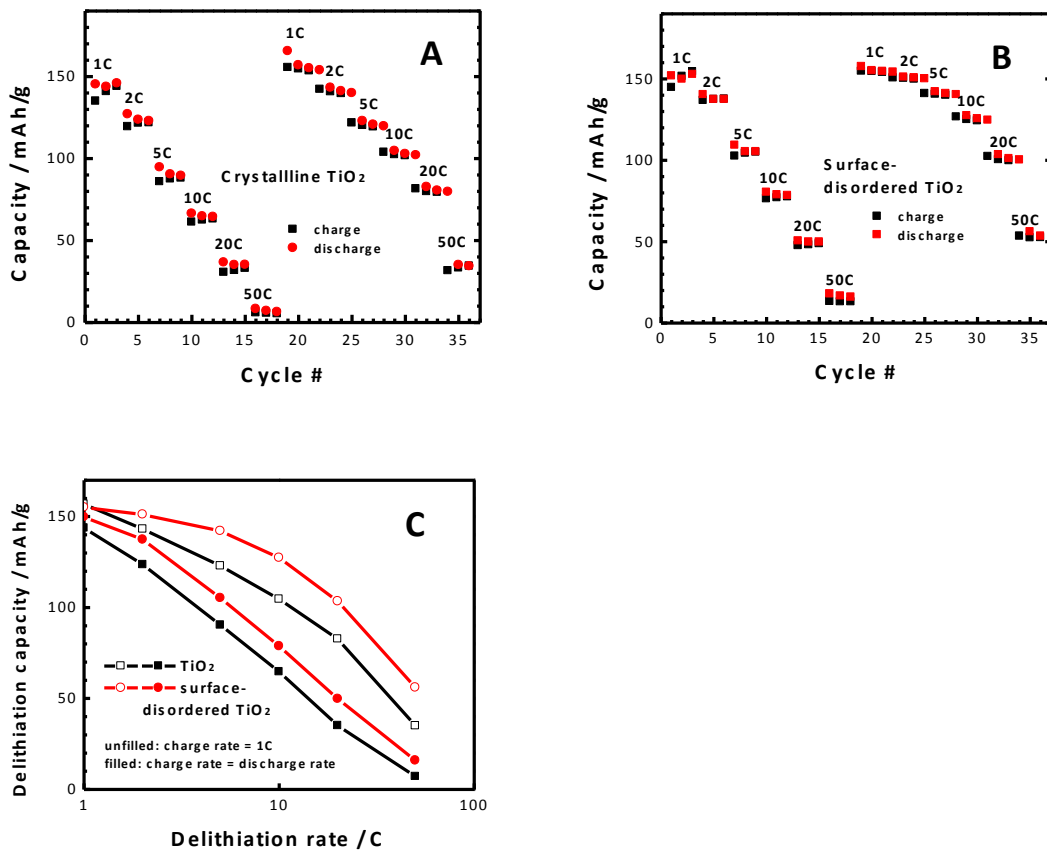 A
150
100
50
0
0
5
10
15
20
25
30
35
Capacity / mAh/g
Cycle #
1C
2C
5C
10C
20C
50C
1C
2C
5C
10C
20C
50C
Crystallline TiO2
charge
discharge
B
150
100
50
0
0
5
10
15
20
25
30
35
Capacity / mAh/g
Cycle #
1C
2C
5C
10C
20C
50C
1C
2C
5C
10C
20C
50C
Surface-
disordered TiO2
charge
discharge
C
150
100
50
0
1
10
100
Delithiation capacity / mAh/g
Delithiation rate / C
TiO2
surface-
disordered TiO2
unfilled: charge rate = 1C
filled: charge rate = discharge rate